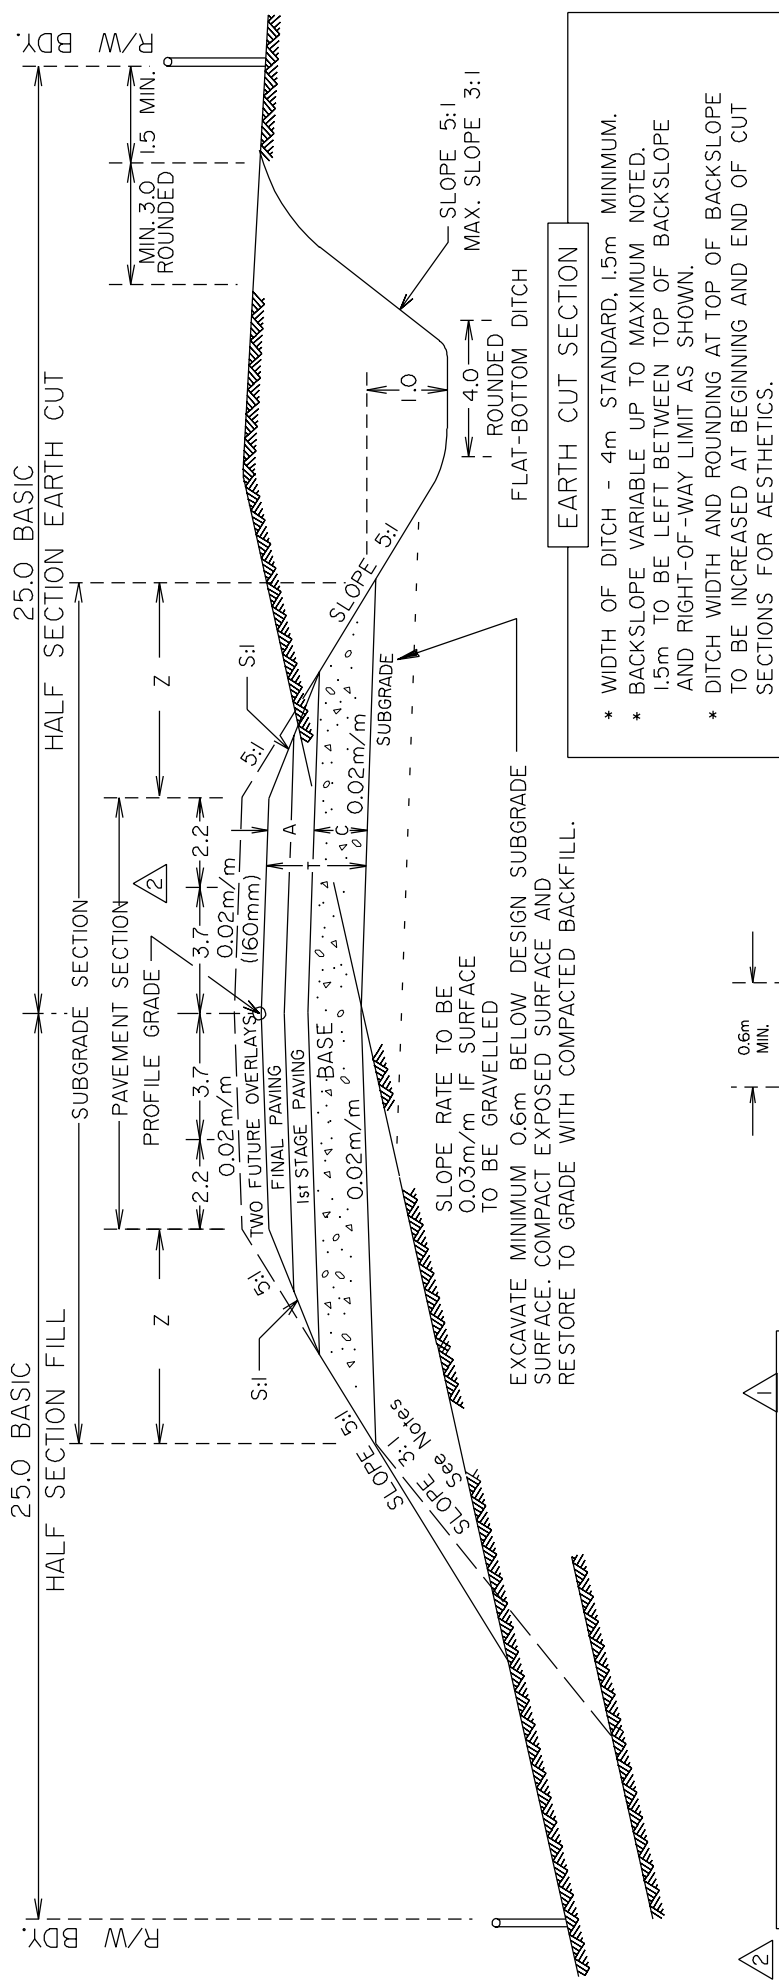 25.0 BASIC
HALF SECTION FILL
25.0 BASIC
HALF SECTION EARTH CUT
R/W BDY.
R/W BDY.
SUBGRADE SECTION
PAVEMENT SECTION
PROFILE GRADE
2
Z
2.2
3.7
3.7
2.2
Z
MIN. 3.0
ROUNDED
1.5 MIN.
0.02m/m
0.02m/m
(160mm)
5:1
5:1
S:1
S:1
TWO FUTURE OVERLAYS
FINAL PAVING
1st STAGE PAVING
BASE
A
T
C
0.02m/m
0.02m/m
SUBGRADE
SLOPE 5:1
SLOPE 3:1
See Notes
SLOPE 5:1
1.0
4.0
ROUNDED
FLAT-BOTTOM DITCH
SLOPE 5:1
MAX. SLOPE 3:1
SLOPE RATE TO BE
0.03m/m IF SURFACE
TO BE GRAVELLED
EXCAVATE MINIMUM 0.6m BELOW DESIGN SUBGRADE
SURFACE. COMPACT EXPOSED SURFACE AND
RESTORE TO GRADE WITH COMPACTED BACKFILL.
EARTH CUT SECTION
* WIDTH OF DITCH - 4m STANDARD, 1.5m MINIMUM.
* BACKSLOPE VARIABLE UP TO MAXIMUM NOTED.
1.5m TO BE LEFT BETWEEN TOP OF BACKSLOPE
AND RIGHT-OF-WAY LIMIT AS SHOWN.
* DITCH WIDTH AND ROUNDING AT TOP OF BACKSLOPE
TO BE INCREASED AT BEGINNING AND END OF CUT
SECTIONS FOR AESTHETICS.
0.6m
MIN.
1
2